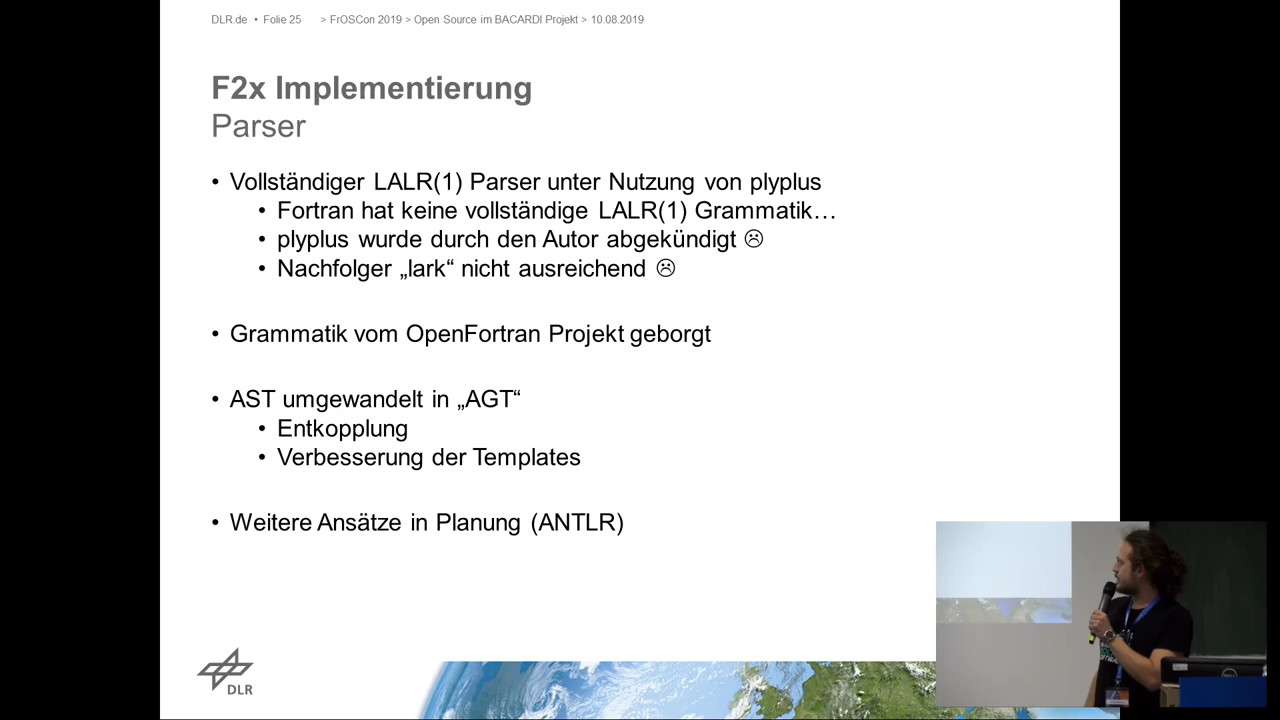 DLR.de • Folie 25 > FrOSCon 2019 > Open Source im BACARDI Projekt > 10.08.2019
F2x Implementierung
Parser
• Vollständiger LALR(1) Parser unter Nutzung von plyplus
• Fortran hat keine vollständige LALR(1) Grammatik…
• plyplus wurde durch den Autor abgekündigt ☹
• Nachfolger „lark“ nicht ausreichend ☹
• Grammatik vom OpenFortran Projekt geborgt
• AST umgewandelt in „AGT“
• Entkopplung
• Verbesserung der Templates
• Weitere Ansätze in Planung (ANTLR)
DLR